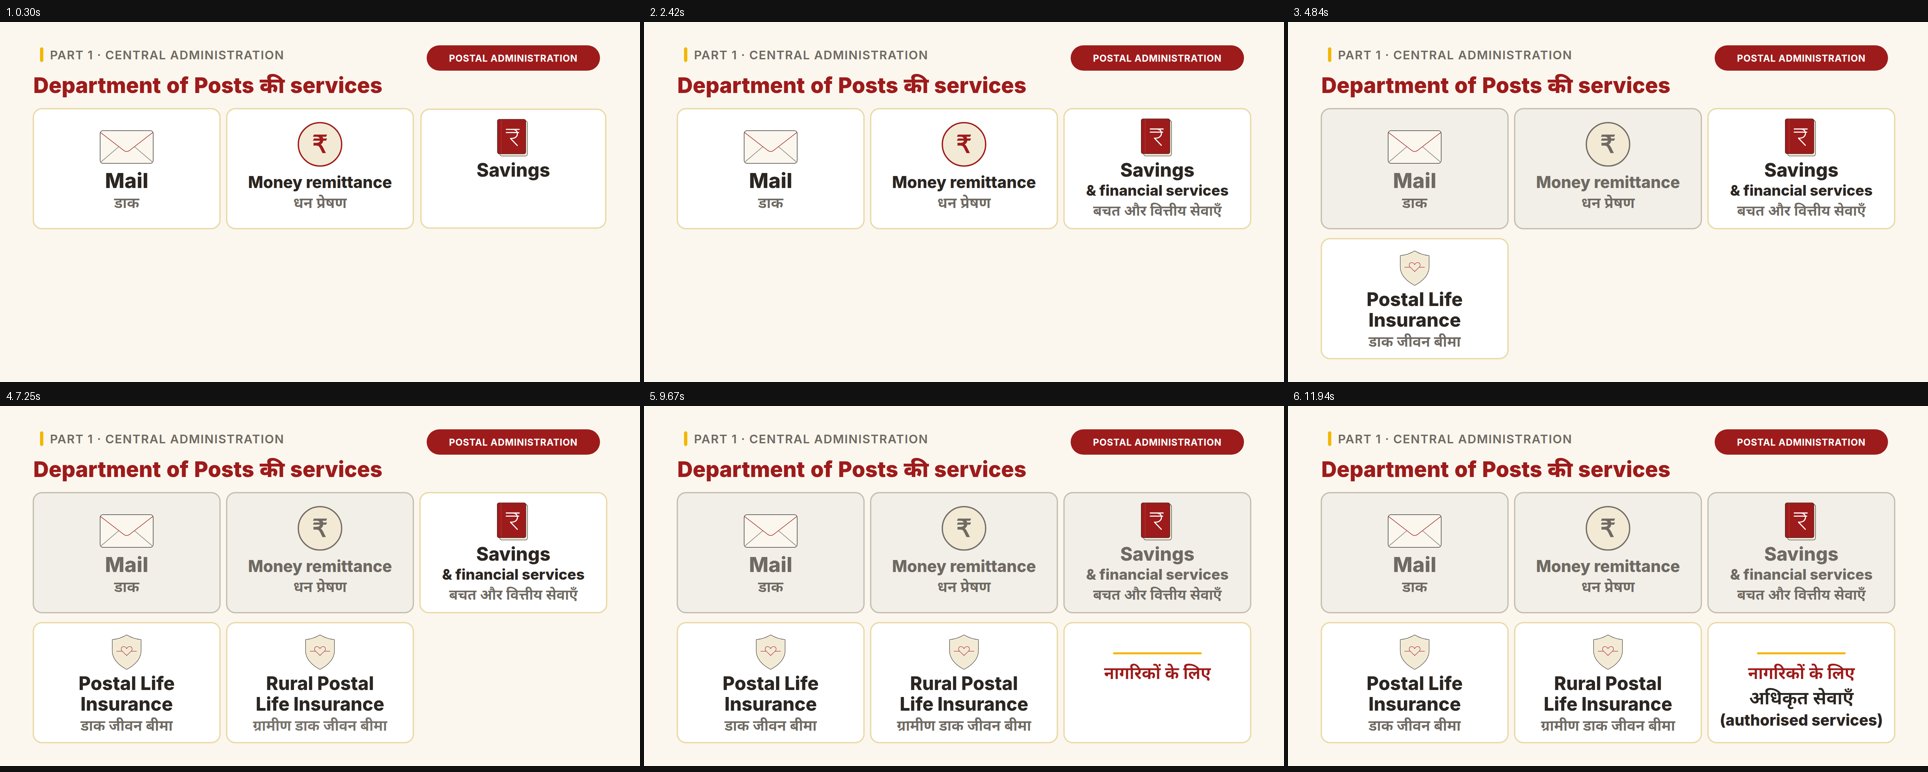 1. 0.30s
PART 1 · CENTRAL ADMINISTRATION
POSTAL ADMINISTRATION
Department of Posts की services
₹
₹
Mail
डाक
Money remittance
धन प्रेषण
Savings
2. 2.42s
PART 1 · CENTRAL ADMINISTRATION
POSTAL ADMINISTRATION
Department of Posts की services
₹
₹
Mail
डाक
Money remittance
धन प्रेषण
Savings
& financial services
बचत और वित्तीय सेवाएँ
3. 4.84s
PART 1 · CENTRAL ADMINISTRATION
POSTAL ADMINISTRATION
Department of Posts की services
₹
₹
Mail
डाक
Money remittance
धन प्रेषण
Savings
& financial services
बचत और वित्तीय सेवाएँ
Postal Life
Insurance
डाक जीवन बीमा
4. 7.25s
PART 1 · CENTRAL ADMINISTRATION
POSTAL ADMINISTRATION
Department of Posts की services
₹
₹
Mail
डाक
Money remittance
धन प्रेषण
Savings
& financial services
बचत और वित्तीय सेवाएँ
Postal Life
Insurance
डाक जीवन बीमा
Rural Postal
Life Insurance
ग्रामीण डाक जीवन बीमा
5. 9.67s
PART 1 · CENTRAL ADMINISTRATION
POSTAL ADMINISTRATION
Department of Posts की services
₹
₹
Mail
डाक
Money remittance
धन प्रेषण
Savings
& financial services
बचत और वित्तीय सेवाएँ
Postal Life
Insurance
डाक जीवन बीमा
Rural Postal
Life Insurance
ग्रामीण डाक जीवन बीमा
नागरिकों के लिए
6. 11.94s
PART 1 · CENTRAL ADMINISTRATION
POSTAL ADMINISTRATION
Department of Posts की services
₹
₹
Mail
डाक
Money remittance
धन प्रेषण
Savings
& financial services
बचत और वित्तीय सेवाएँ
Postal Life
Insurance
डाक जीवन बीमा
Rural Postal
Life Insurance
ग्रामीण डाक जीवन बीमा
नागरिकों के लिए
अधिकृत सेवाएँ
(authorised services)